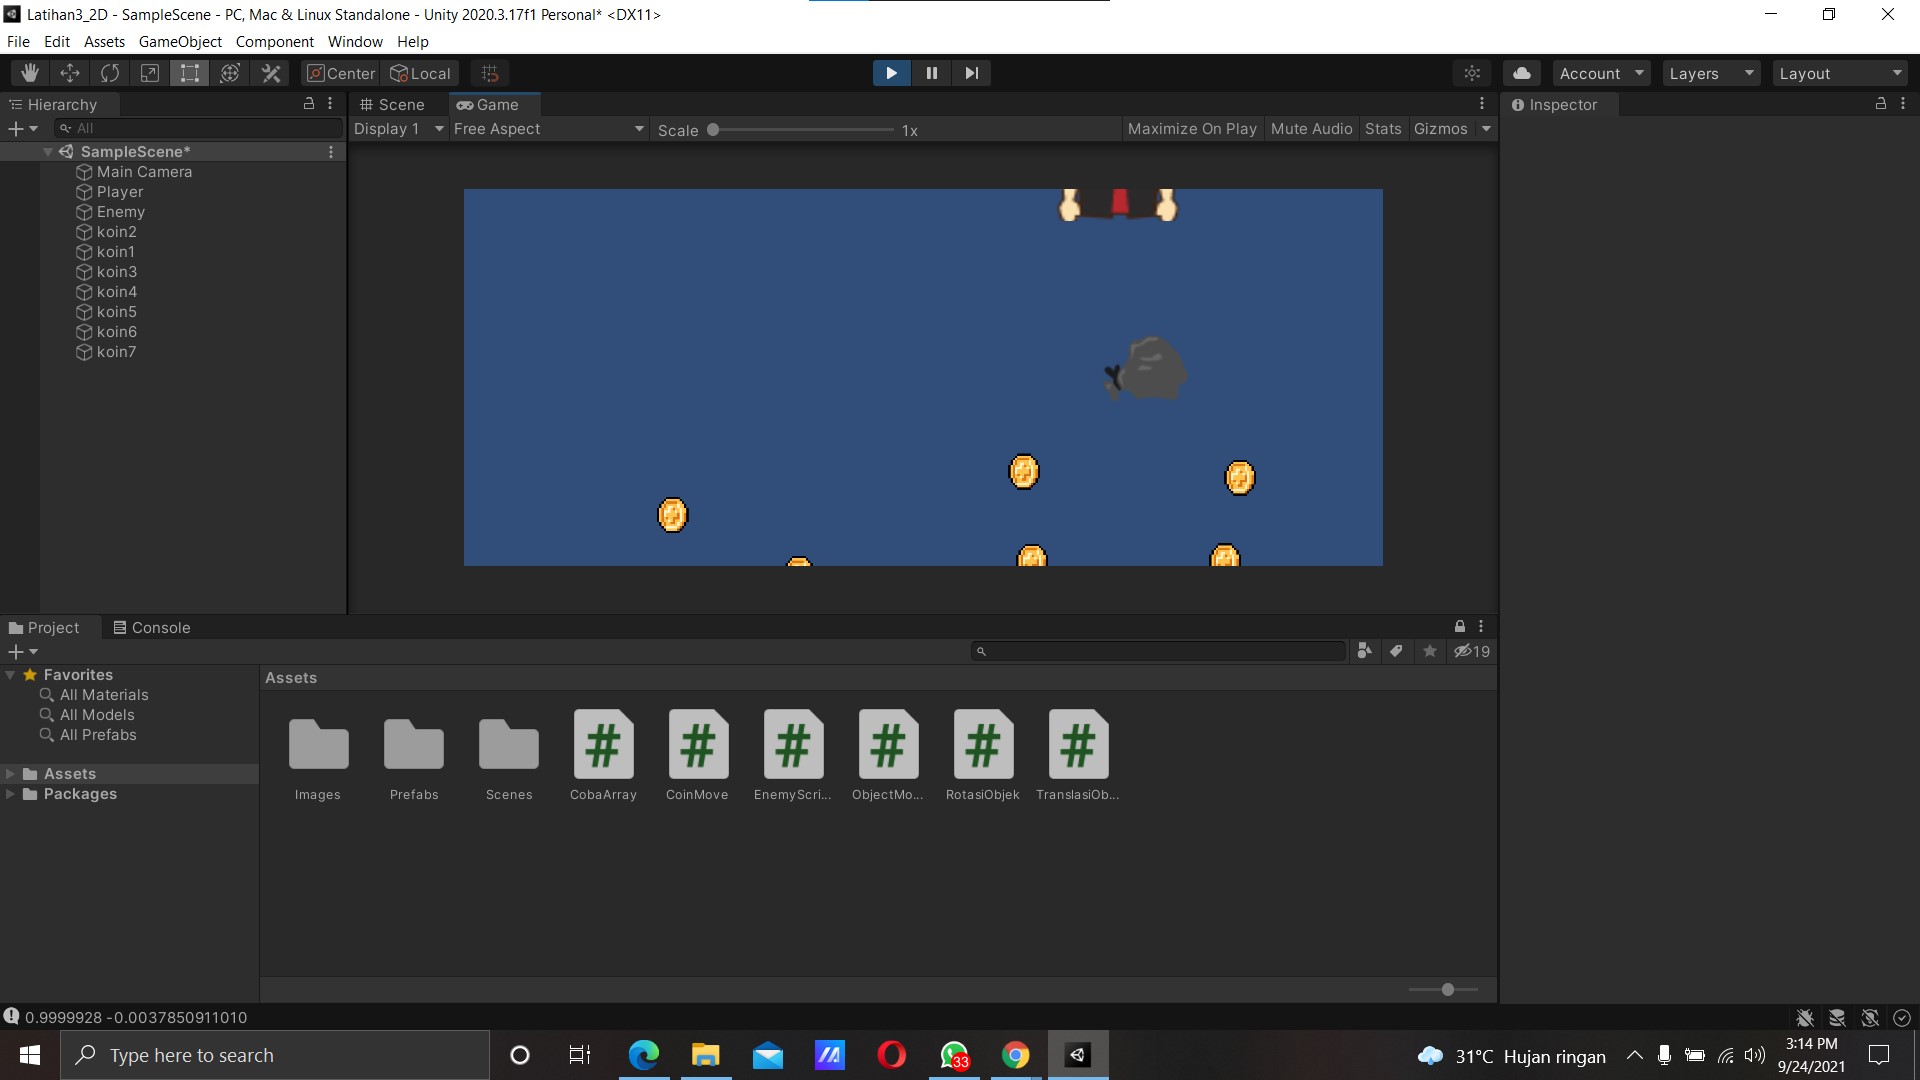 Latihan3_2D - SampleScene - PC, Mac & Linux Standalone - Unity 2020.3.17f1 Personal* <DX11>
File Edit Assets GameObject Component Window Help
Center Local Account Layers Layout
Hierarchy Scene Game Inspector
All Display 1 Free Aspect Scale 1x Maximize On Play Mute Audio Stats Gizmos
SampleScene*
Main Camera
Player
Enemy
koin2
koin1
koin3
koin4
koin5
koin6
koin7
Project Console
19
Favorites Assets
All Materials
All Models
All Prefabs
Assets
Packages
Images Prefabs Scenes CobaArray CoinMove EnemyScri... ObjectMo... RotasiObjek TranslasiOb...
0.9999928 -0.0037850911010
Type here to search 33 31°C Hujan ringan 3:14 PM
9/24/2021